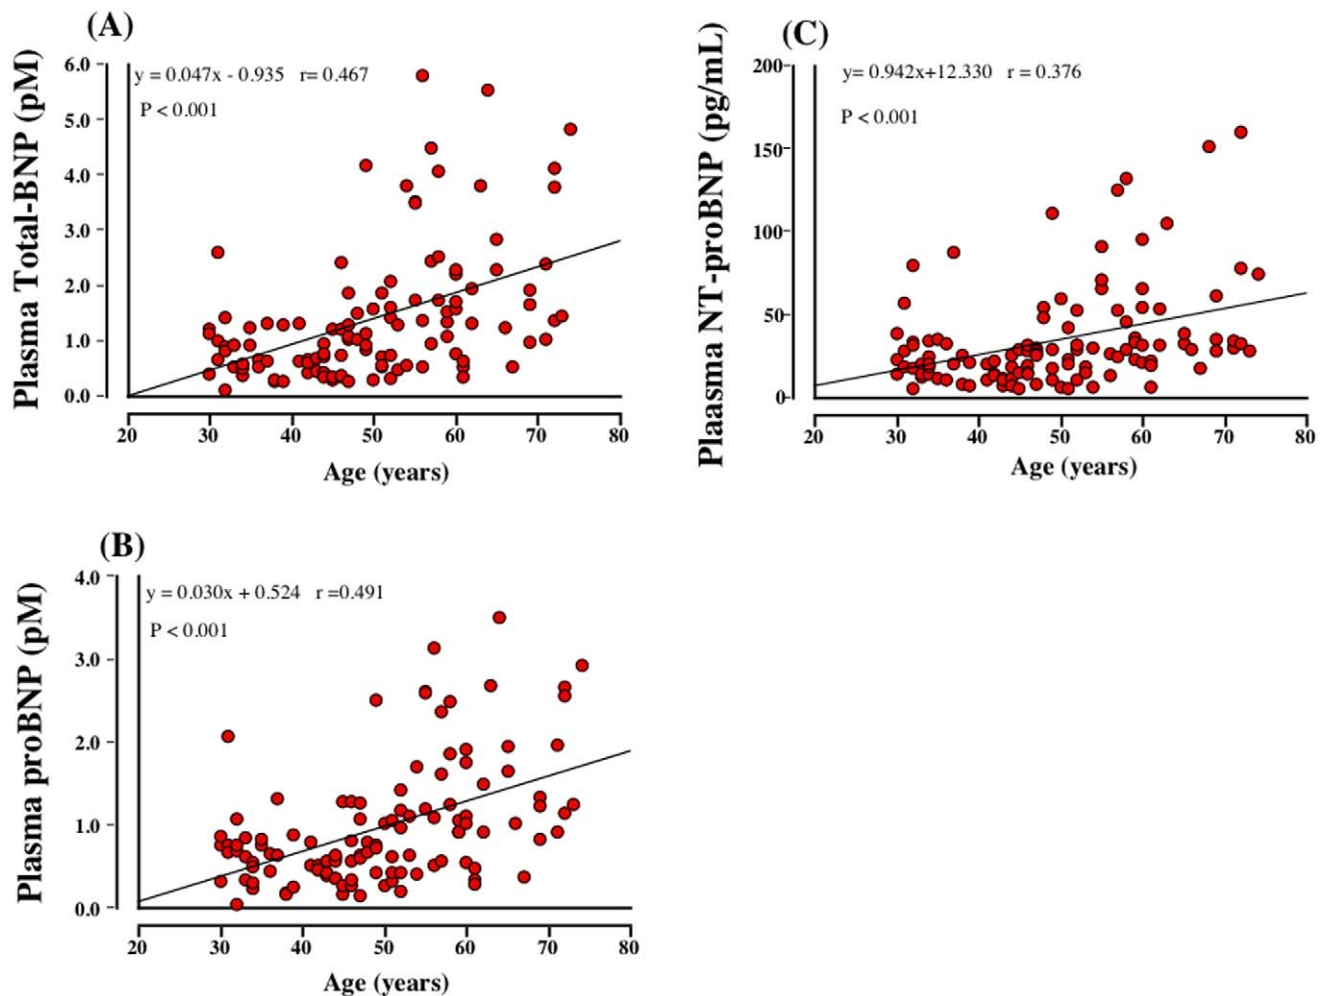 (A)
Plasma Total-BNP (pM)
y = 0.047x - 0.935 r= 0.467
P < 0.001
6.0
5.0
4.0
3.0
2.0
1.0
0.0
20 30 40 50 60 70 80
Age (years)
(C)
Plaasma NT-proBNP (pg/mL)
y= 0.942x+12.330 r = 0.376
P < 0.001
200
150
100
50
0
20 30 40 50 60 70 80
Age (years)
(B)
Plasma proBNP (pM)
y = 0.030x + 0.524 r =0.491
P < 0.001
4.0
3.0
2.0
1.0
0.0
20 30 40 50 60 70 80
Age (years)